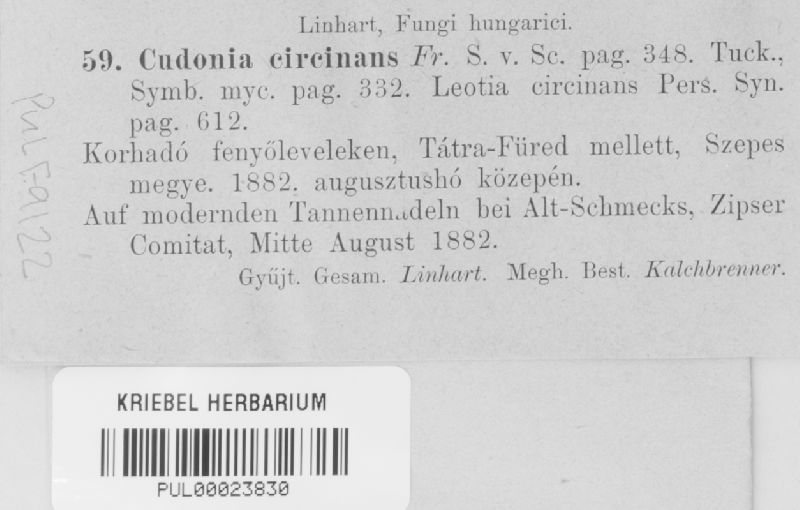 Linhart, Fungi hungarici.
59. Cudonia circinans Fr. S. v. Sc. pag. 348. Tuck.,
Symb. myc. pag. 332. Leotia circinans Pers. Syn.
pag. 612.
Korhadó fenyőleveleken, Tátra-Füred mellett, Szepes
megye. 1882. augusztushó közepén.
Auf modernden Tannennadeln bei Alt-Schmecks, Zipser
Comitat, Mitte August 1882.
Gyűjt. Gesam. Linhart. Megh. Best. Kalchbrenner.
PUL F9122
KRIEBEL HERBARIUM
PUL00023830